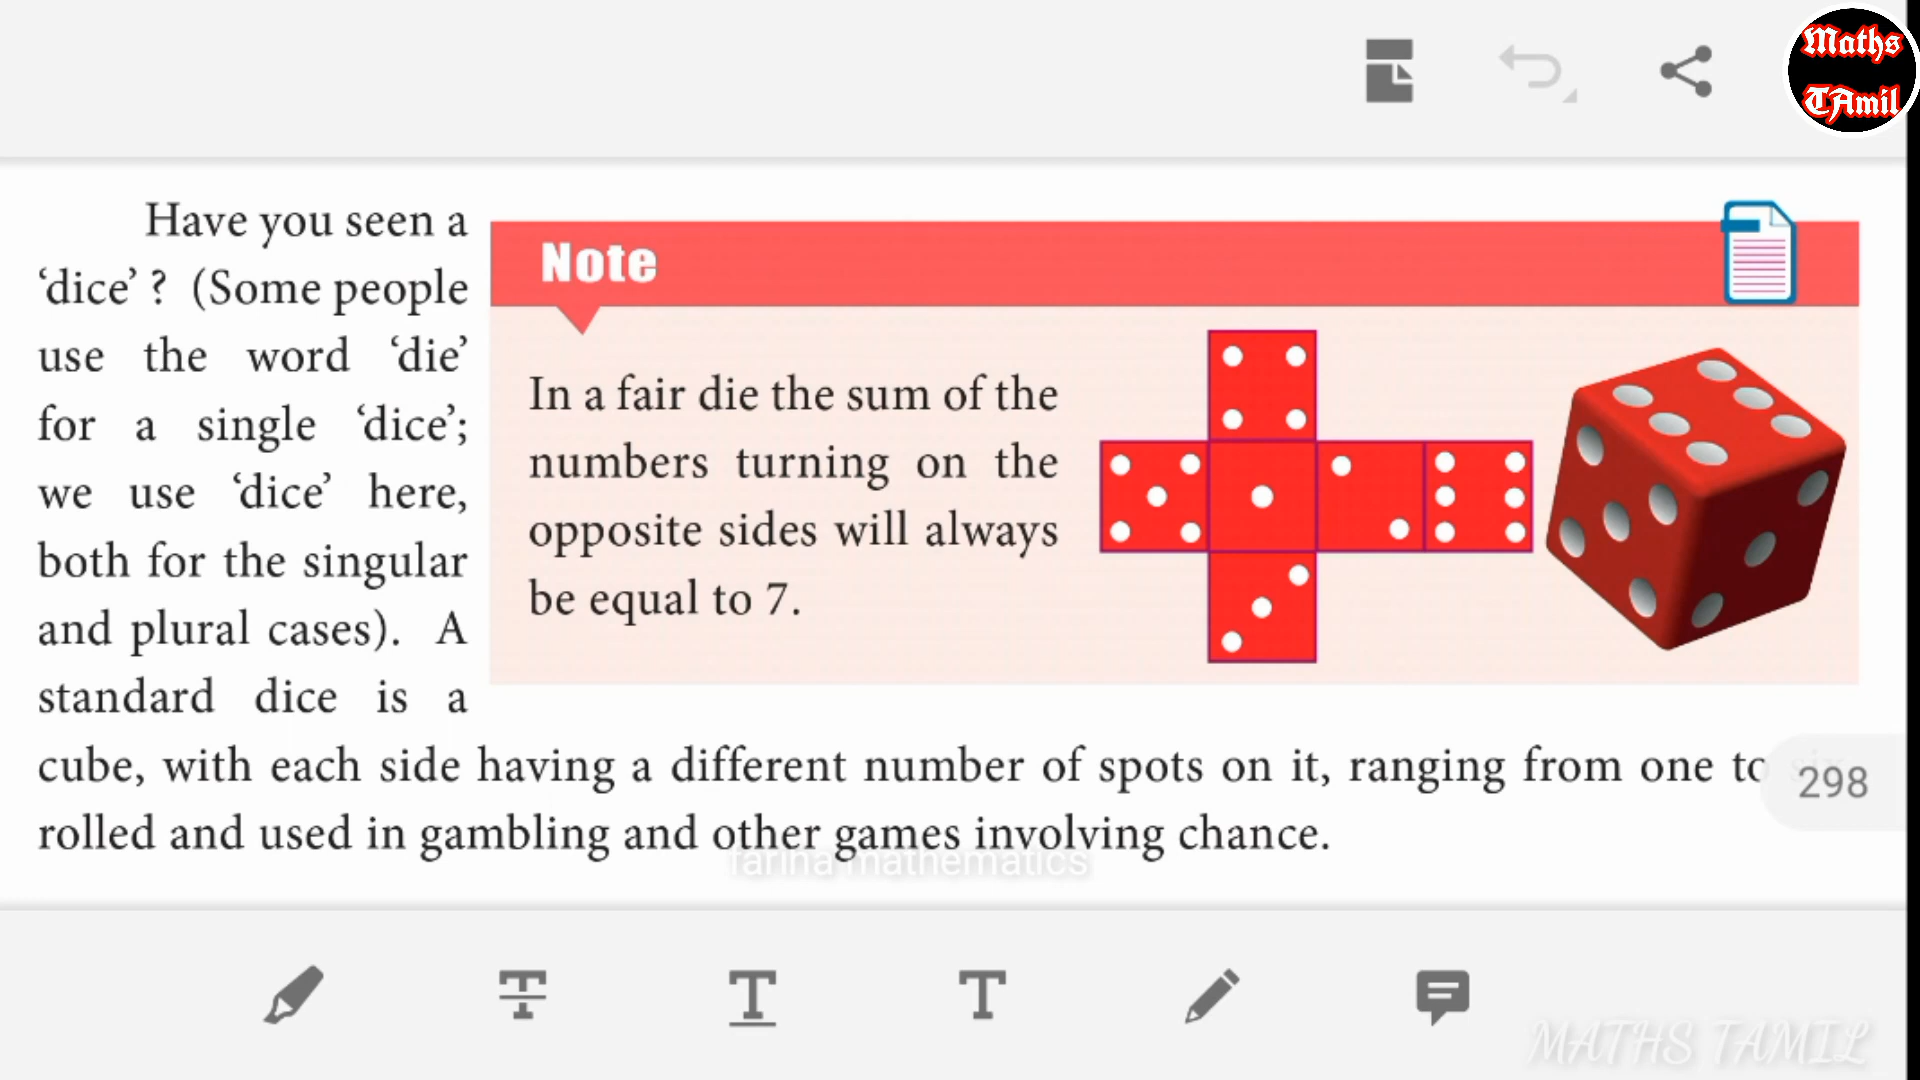 Maths
TAmil
Have you seen a
‘dice’ ? (Some people
use the word ‘die’
for a single ‘dice’;
we use ‘dice’ here,
both for the singular
and plural cases). A
standard dice is a
cube, with each side having a different number of spots on it, ranging from one to
rolled and used in gambling and other games involving chance.
Note
In a fair die the sum of the
numbers turning on the
opposite sides will always
be equal to 7.
298
farina mathematics
T
T
T
MATHS TAMIL